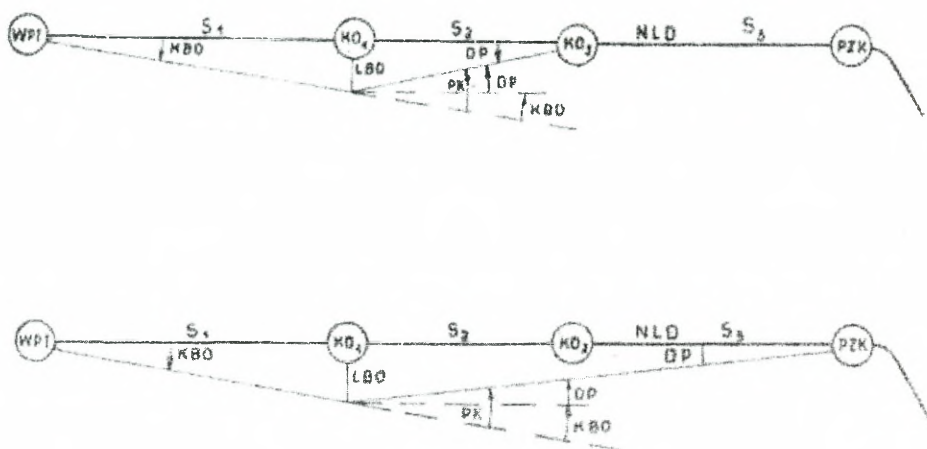 WPT S₁ KO₁ S₂ KO₂ NLD S₃ PZK
KBO DP
LBO
PK DP
KBO
WPT S₁ KO₁ S₂ KO₂ NLD S₃ PZK
KBO DP
LBO
DP
PK
KBO